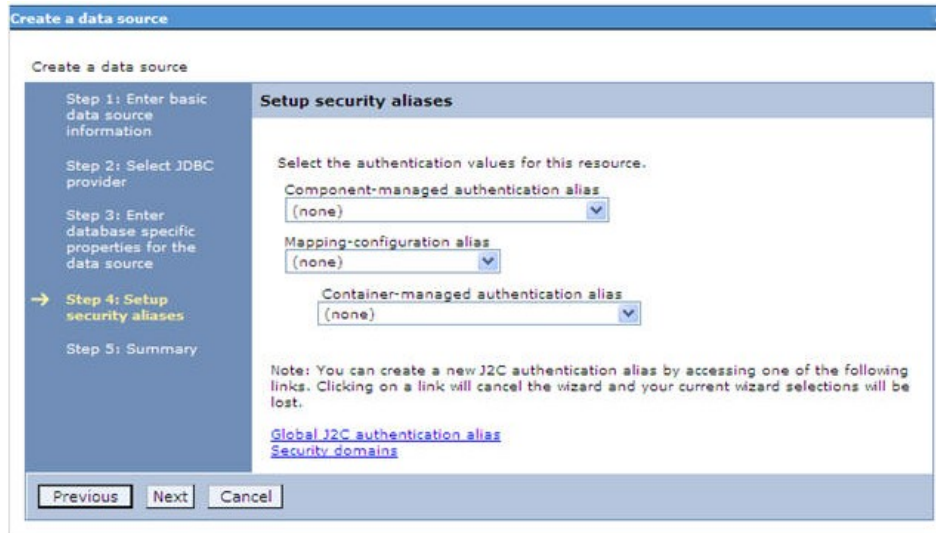 Create a data source
Create a data source
Step 1: Enter basic
data source
information
Step 2: Select JDBC
provider
Step 3: Enter
database specific
properties for the
data source
Step 4: Setup
security aliases
Step 5: Summary
Setup security aliases
Select the authentication values for this resource.
Component-managed authentication alias
(none)
Mapping-configuration alias
(none)
Container-managed authentication alias
(none)
Note: You can create a new J2C authentication alias by accessing one of the following
links. Clicking on a link will cancel the wizard and your current wizard selections will be
lost.
Global J2C authentication alias
Security domains
Previous Next Cancel